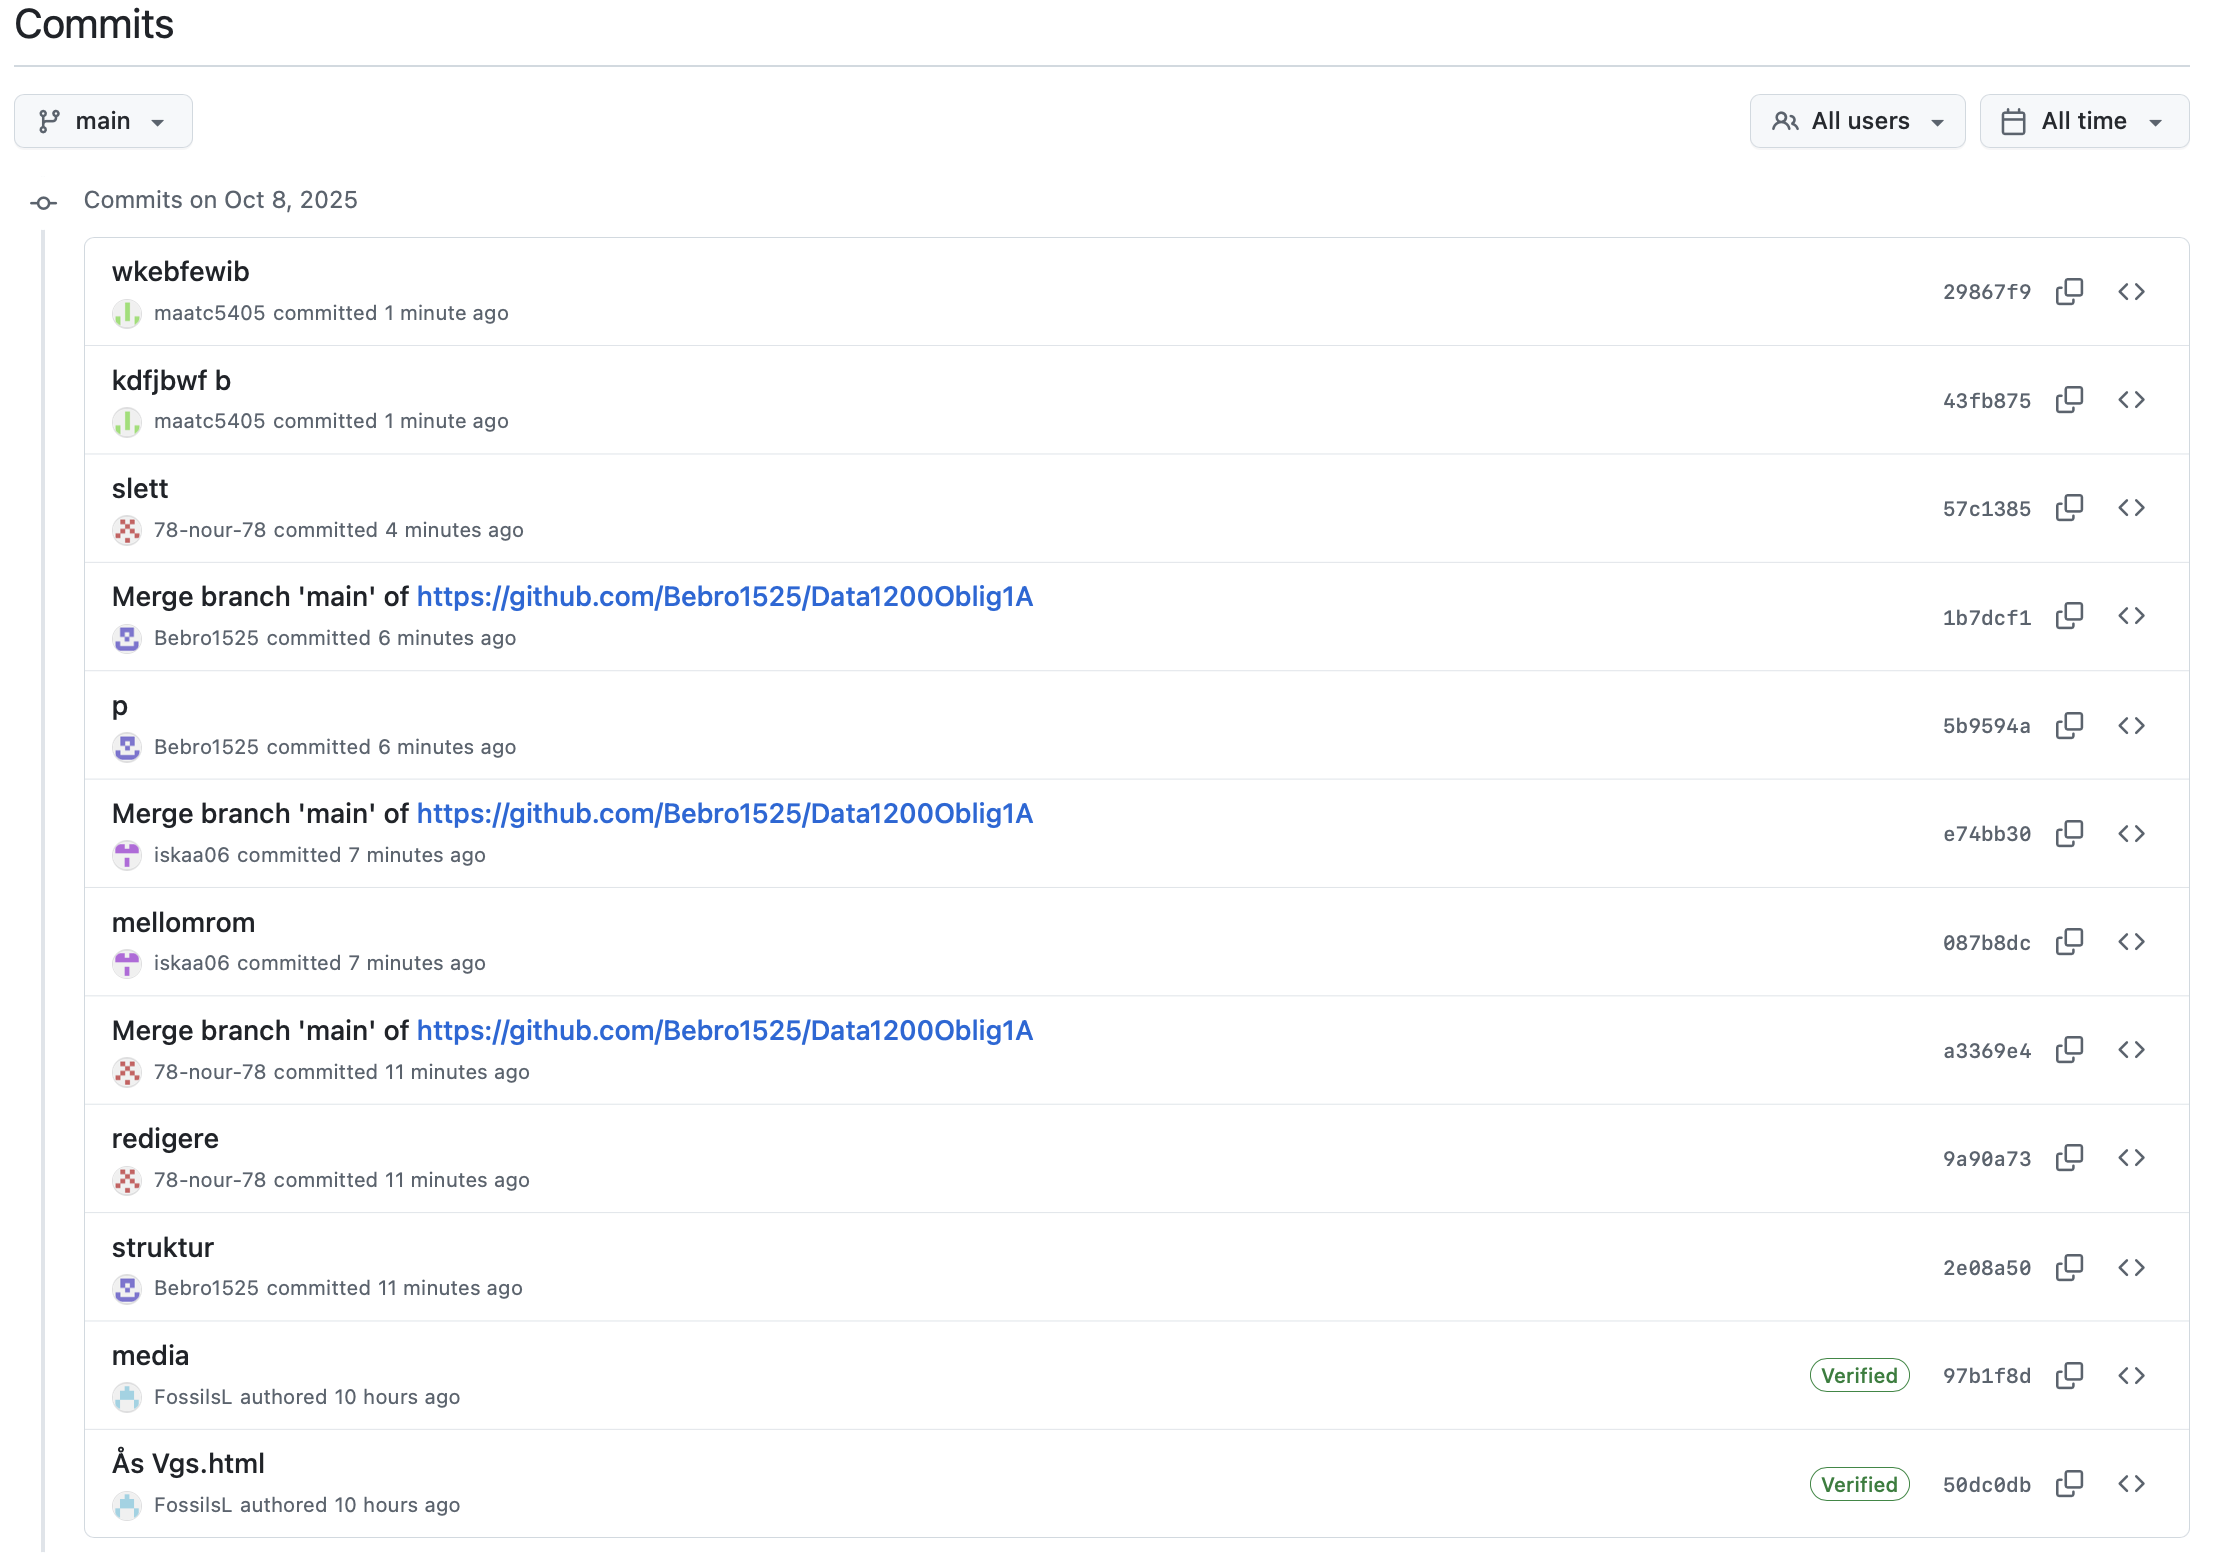 Commits
main
All users
All time
Commits on Oct 8, 2025
wkebfewib
maatc5405 committed 1 minute ago
29867f9
kdfjbwf b
maatc5405 committed 1 minute ago
43fb875
slett
78-nour-78 committed 4 minutes ago
57c1385
Merge branch 'main' of https://github.com/Bebro1525/Data1200Oblig1A
Bebro1525 committed 6 minutes ago
1b7dcf1
p
Bebro1525 committed 6 minutes ago
5b9594a
Merge branch 'main' of https://github.com/Bebro1525/Data1200Oblig1A
iskaa06 committed 7 minutes ago
e74bb30
mellomrom
iskaa06 committed 7 minutes ago
087b8dc
Merge branch 'main' of https://github.com/Bebro1525/Data1200Oblig1A
78-nour-78 committed 11 minutes ago
a3369e4
redigere
78-nour-78 committed 11 minutes ago
9a90a73
struktur
Bebro1525 committed 11 minutes ago
2e08a50
media
FossilsL authored 10 hours ago
Verified
97b1f8d
Ås Vgs.html
FossilsL authored 10 hours ago
Verified
50dc0db